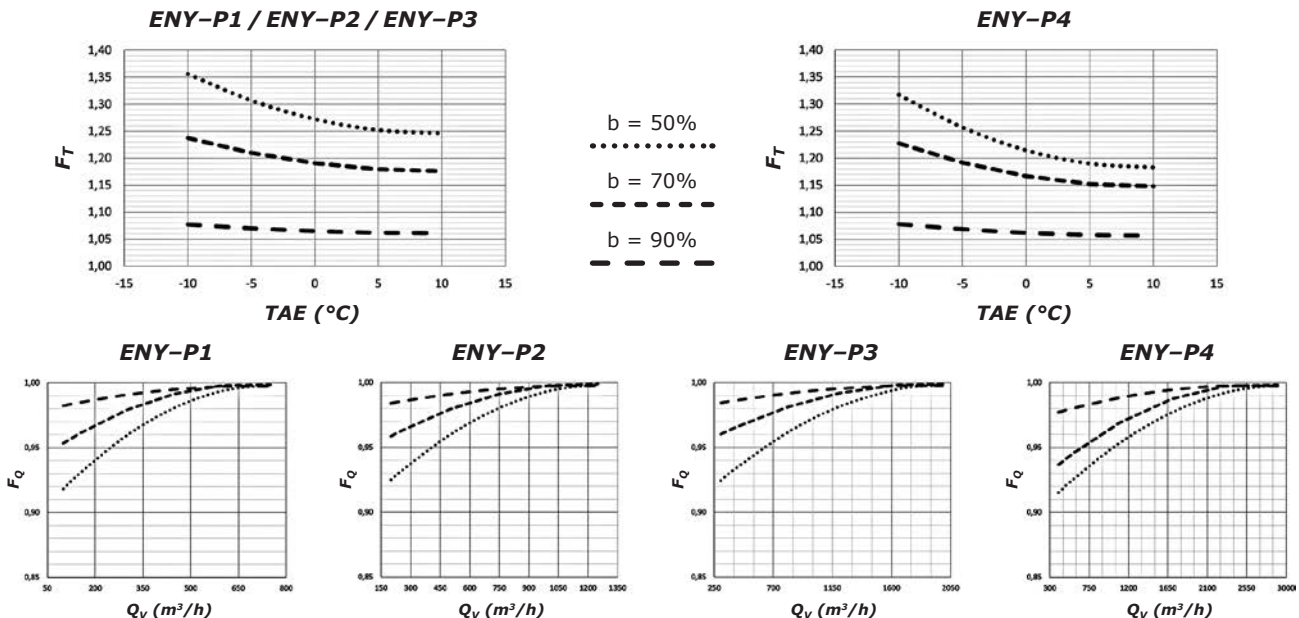 ENY–P1 / ENY–P2 / ENY–P3
ENY–P4
1,40
1,35
1,30
1,25
1,20
1,15
1,10
1,05
1,00
F_T
-15 -10 -5 0 5 10 15
TAE (°C)
b = 50%
b = 70%
b = 90%
1,40
1,35
1,30
1,25
1,20
1,15
1,10
1,05
1,00
F_T
-15 -10 -5 0 5 10 15
TAE (°C)
ENY–P1
1,00
0,95
0,90
0,85
F_Q
50 200 350 500 650 800
Q_V (m³/h)
ENY–P2
1,00
0,95
0,90
0,85
F_Q
150 300 450 600 750 900 1050 1200 1350
Q_V (m³/h)
ENY–P3
1,00
0,95
0,90
0,85
F_Q
250 700 1150 1600 2050
Q_V (m³/h)
ENY–P4
1,00
0,95
0,90
0,85
F_Q
300 750 1200 1650 2100 2550 30000
Q_V (m³/h)